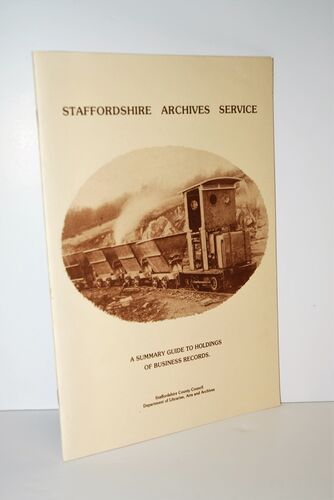 STAFFORDSHIRE ARCHIVES SERVICE
A SUMMARY GUIDE TO HOLDINGS
OF BUSINESS RECORDS.
Staffordshire County Council
Department of Libraries, Arts and Archives